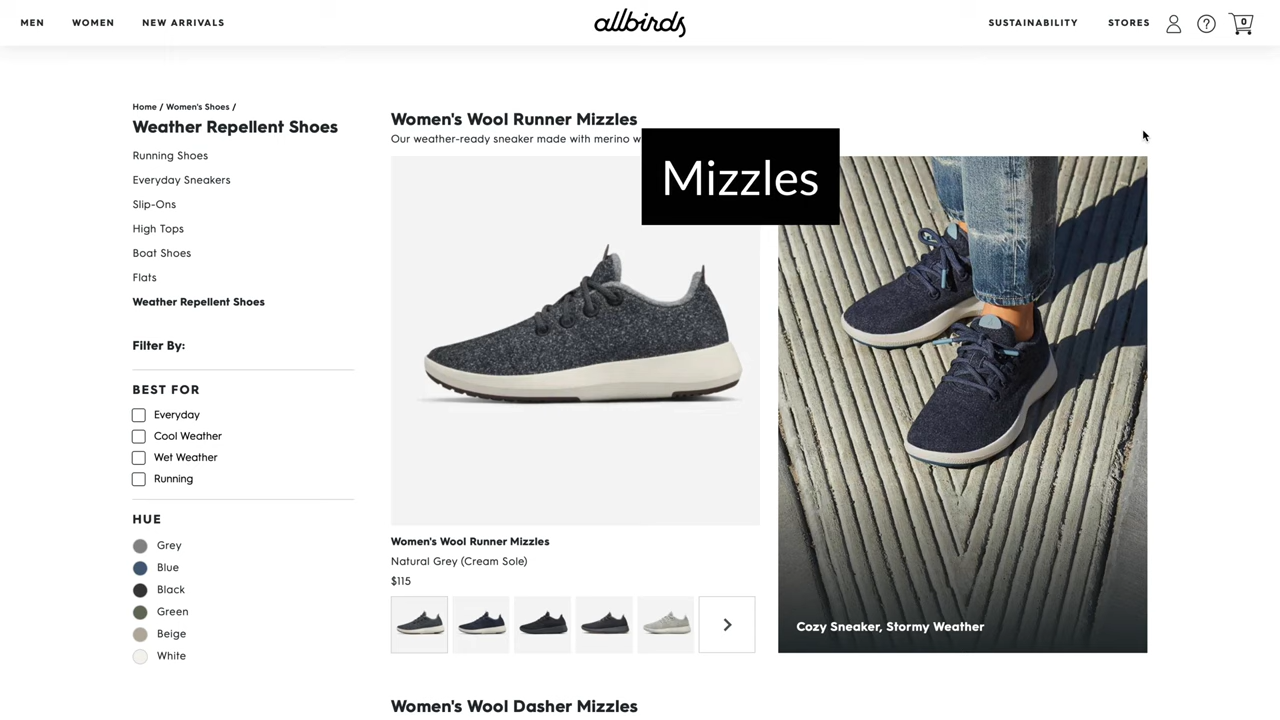 MEN
WOMEN
NEW ARRIVALS
allbirds
SUSTAINABILITY
STORES
?
0
Home / Women's Shoes /
Weather Repellent Shoes
Running Shoes
Everyday Sneakers
Slip-Ons
High Tops
Boat Shoes
Flats
Weather Repellent Shoes
Filter By:
BEST FOR
Everyday
Cool Weather
Wet Weather
Running
HUE
Grey
Blue
Black
Green
Beige
White
Women's Wool Runner Mizzles
Our weather-ready sneaker made with merino
Mizzles
Women's Wool Runner Mizzles
Natural Grey (Cream Sole)
$115
Cozy Sneaker, Stormy Weather
Women's Wool Dasher Mizzles